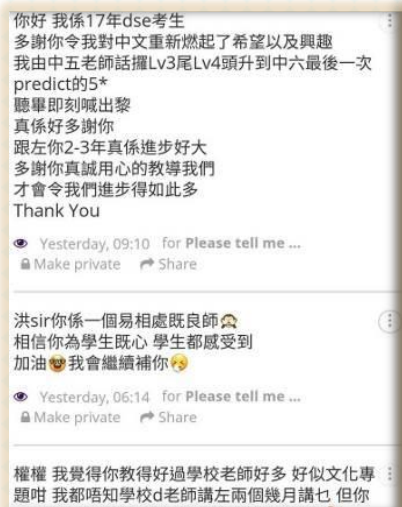 你好 我係17年dse考生
多謝你令我對中文重新燃起了希望以及興趣
我由中五老師話攞Lv3尾Lv4頭升到中六最後一次
predict的5*
聽畢即刻喊出黎
真係好多謝你
跟左你2-3年真係進步好大
多謝你真誠用心的教導我們
才會令我們進步得如此多
Thank You
Yesterday, 09:10 for Please tell me ...
Make private Share
洪sir你係一個易相處既良師
相信你為學生既心 學生都感受到
加油 我會繼續補你
Yesterday, 06:14 for Please tell me ...
Make private Share
權權 我覺得你教得好過學校老師好多 好似文化專
題咁 我都唔知學校d老師講左兩個幾月講乜 但你